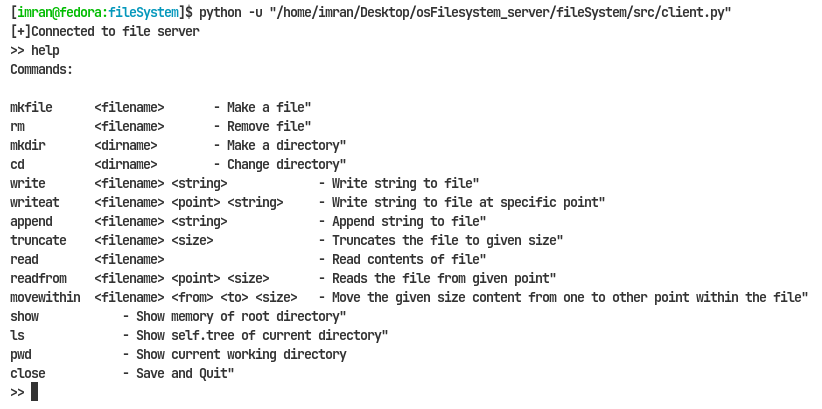 [imran@fedora:fileSystem]$ python -u "/home/imran/Desktop/osFilesystem_server/fileSystem/src/client.py"
[+]Connected to file server
>> help
Commands:

mkfile      <filename>       - Make a file"
rm          <filename>       - Remove file"
mkdir       <dirname>        - Make a directory"
cd          <dirname>        - Change directory"
write       <filename> <string>             - Write string to file"
writeat     <filename> <point> <string>     - Write string to file at specific point"
append      <filename> <string>             - Append string to file"
truncate    <filename> <size>               - Truncates the file to given size"
read        <filename>                      - Read contents of file"
readfrom    <filename> <point> <size>       - Reads the file from given point"
movewithin  <filename> <from> <to> <size>   - Move the given size content from one to other point within the file"
show            - Show memory of root directory"
ls              - Show self.tree of current directory"
pwd             - Show current working directory
close           - Save and Quit"
>>